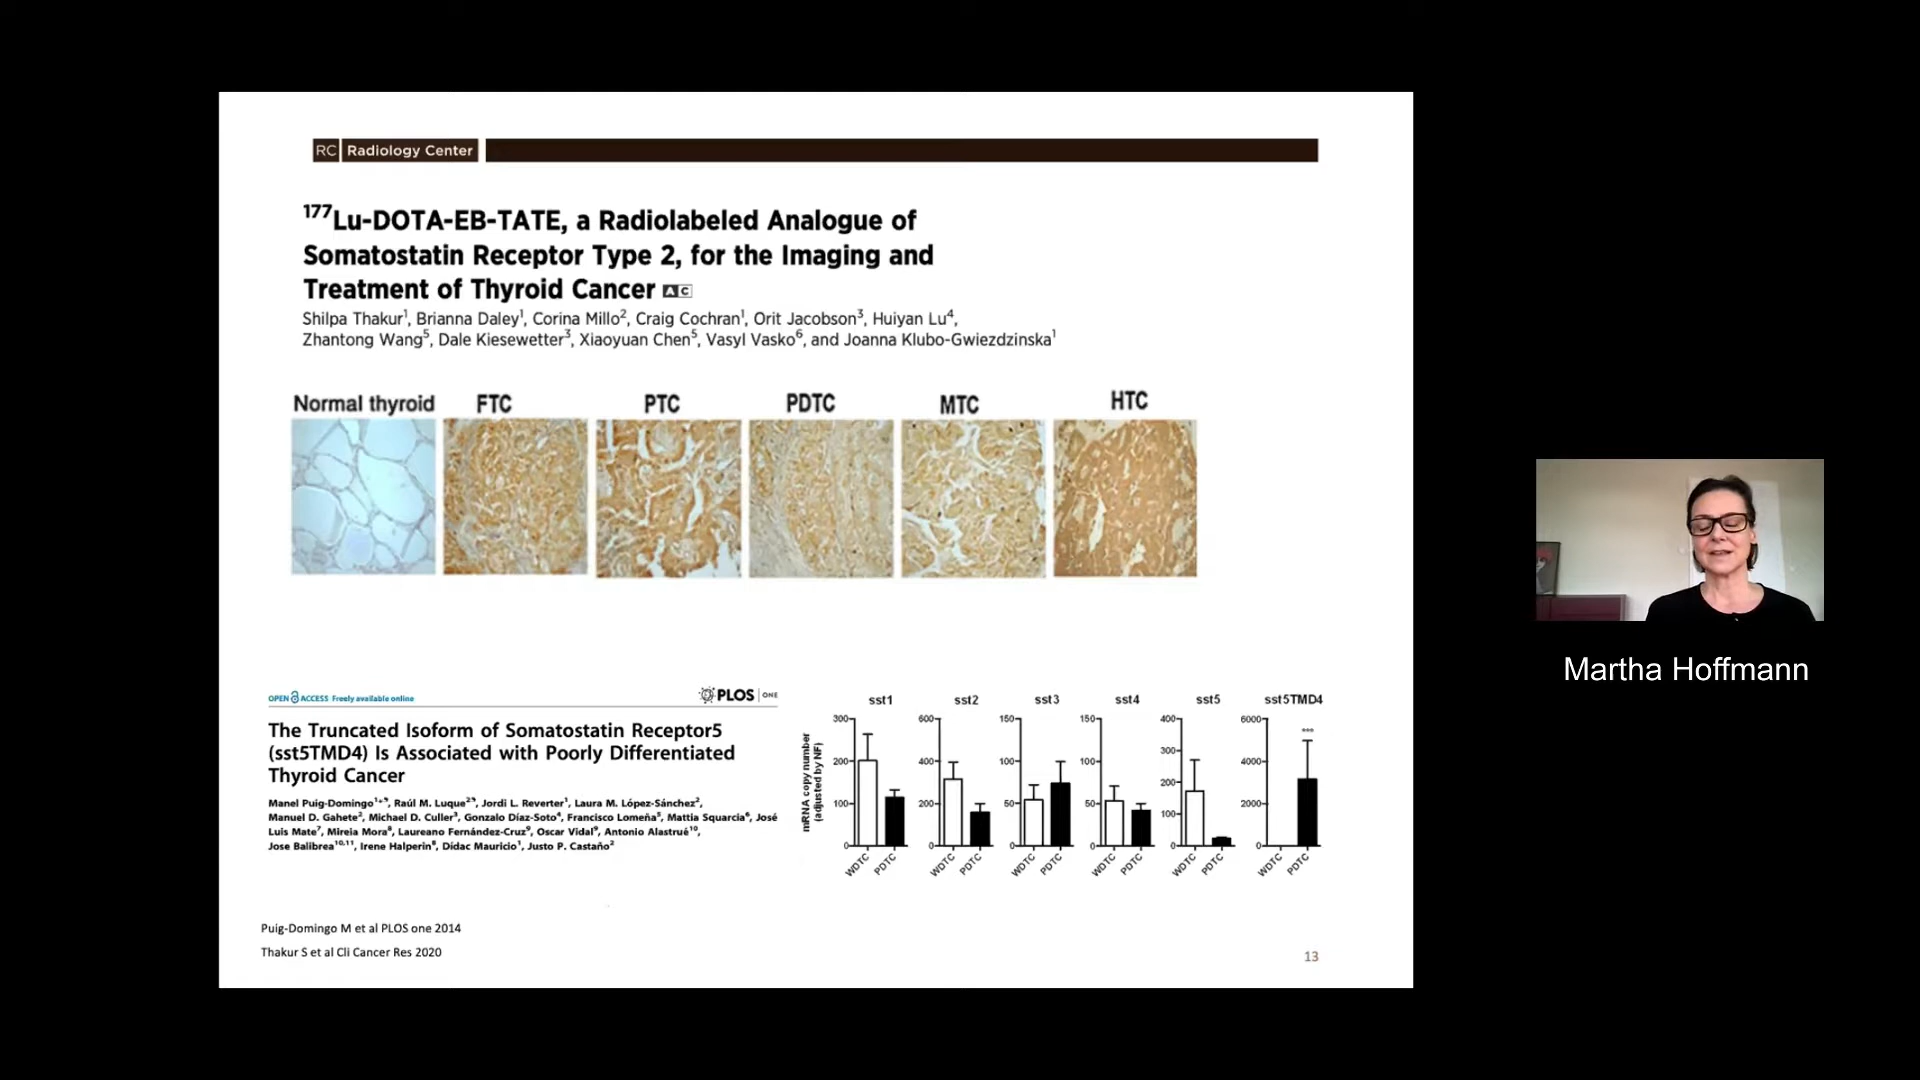 RC Radiology Center
177Lu-DOTA-EB-TATE, a Radiolabeled Analogue of
Somatostatin Receptor Type 2, for the Imaging and
Treatment of Thyroid Cancer AC
Shilpa Thakur1, Brianna Daley1, Corina Millo2, Craig Cochran1, Orit Jacobson3, Huiyan Lu4,
Zhantong Wang5, Dale Kiesewetter3, Xiaoyuan Chen5, Vasyl Vasko6, and Joanna Klubo-Gwiezdzinska1
Normal thyroid FTC PTC PDTC MTC HTC
OPEN ACCESS Freely available online
PLOS ONE
The Truncated Isoform of Somatostatin Receptor5
(sst5TMD4) Is Associated with Poorly Differentiated
Thyroid Cancer
Manel Puig-Domingo1*, Raúl M. Luque2, Jordi L. Reverter1, Laura M. López-Sánchez2,
Manuel D. Gahete2, Michael D. Culler3, Gonzalo Díaz-Soto4, Francisco Lomeña5, Mattia Squarcia6, José
Luis Mate7, Mireia Mora8, Laureano Fernández-Cruz9, Oscar Vidal9, Antonio Alastrué10,
Jose Balibrea10,11, Irene Halperin8, Dídac Mauricio1, Justo P. Castaño2
mRNA copy number
(adjusted by NF)
sst1 sst2 sst3 sst4 sst5 sst5TMD4
300 600 150 150 400 6000
***
300
200 400 100 100 4000
200
100 200 50 50 2000
100
0 0 0 0 0 0
WDTC PDTC WDTC PDTC WDTC PDTC WDTC PDTC WDTC PDTC WDTC PDTC
Puig-Domingo M et al PLOS one 2014
Thakur S et al Cli Cancer Res 2020
13
Martha Hoffmann